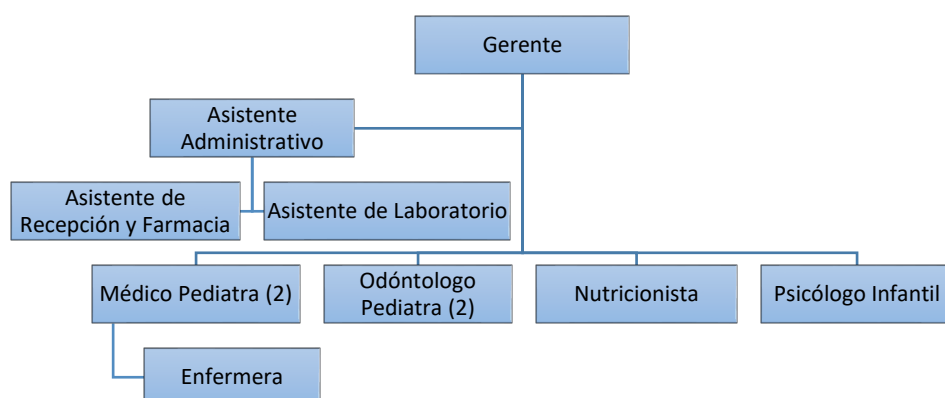 Gerente
Asistente
Administrativo
Asistente de
Recepción y Farmacia
Asistente de Laboratorio
Médico Pediatra (2)
Odóntologo
Pediatra (2)
Nutricionista
Psicólogo Infantil
Enfermera